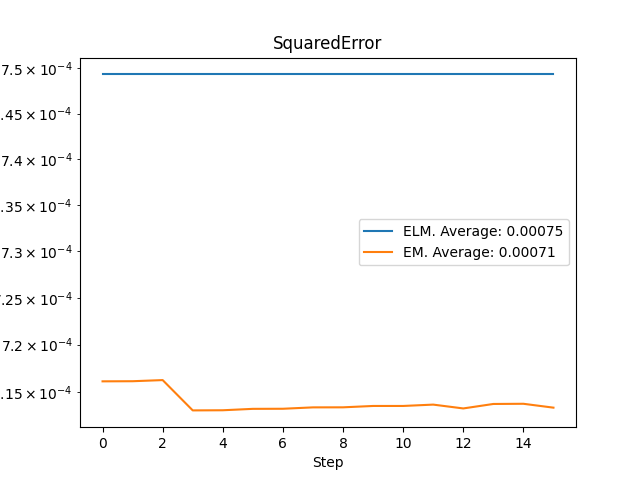 SquaredError
7.5 × 10⁻⁴
.45 × 10⁻⁴
7.4 × 10⁻⁴
.35 × 10⁻⁴
7.3 × 10⁻⁴
.25 × 10⁻⁴
7.2 × 10⁻⁴
.15 × 10⁻⁴
ELM. Average: 0.00075
EM. Average: 0.00071
0 2 4 6 8 10 12 14
Step